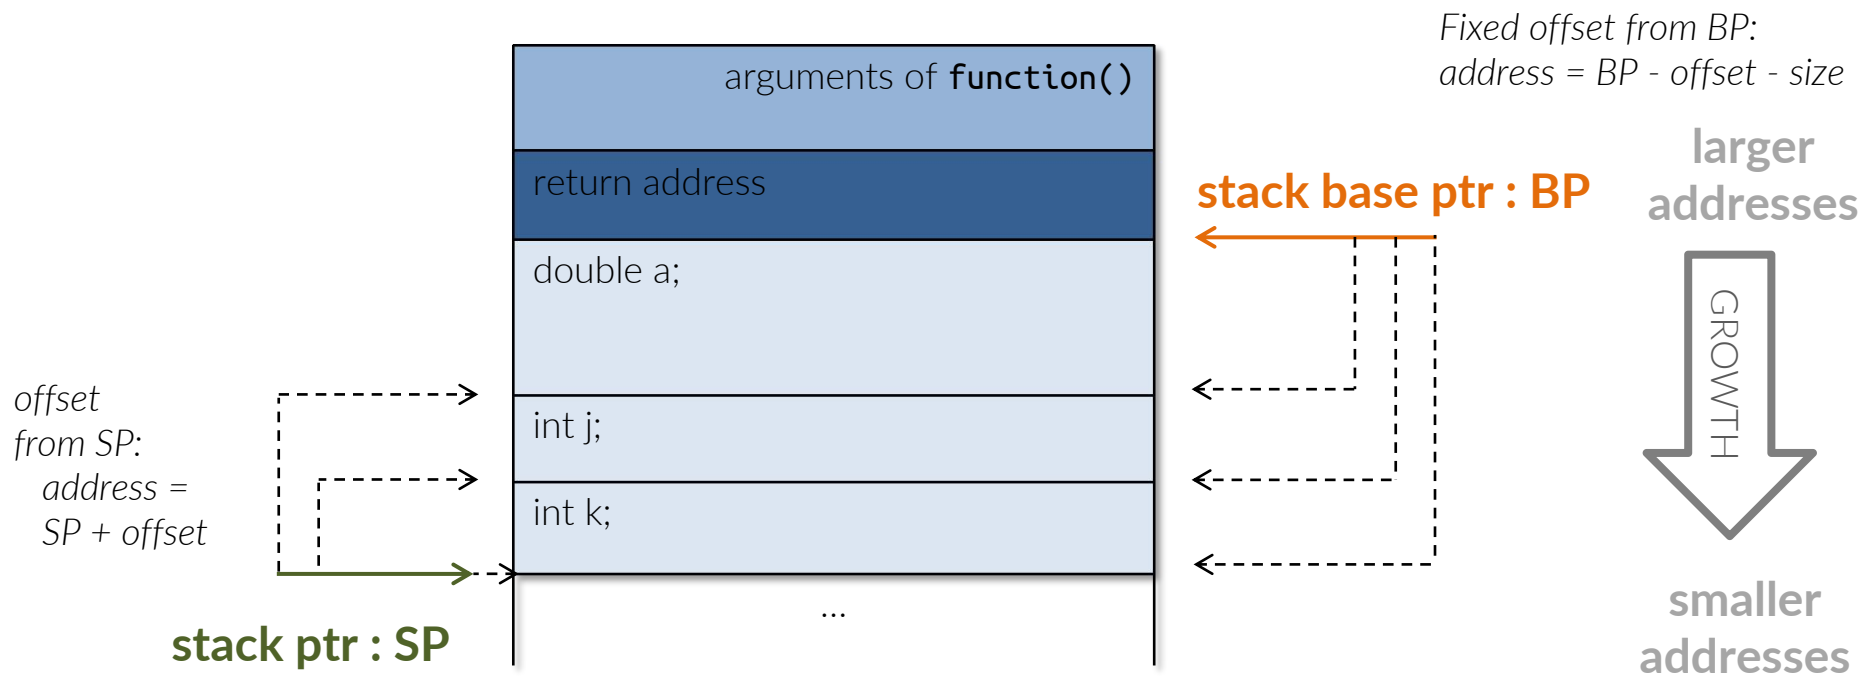 Fixed offset from BP:
address = BP - offset - size
arguments of function()
larger
addresses
return address
stack base ptr : BP
double a;
GROWTH
offset
from SP:
address =
SP + offset
int j;
int k;
...
stack ptr : SP
smaller
addresses